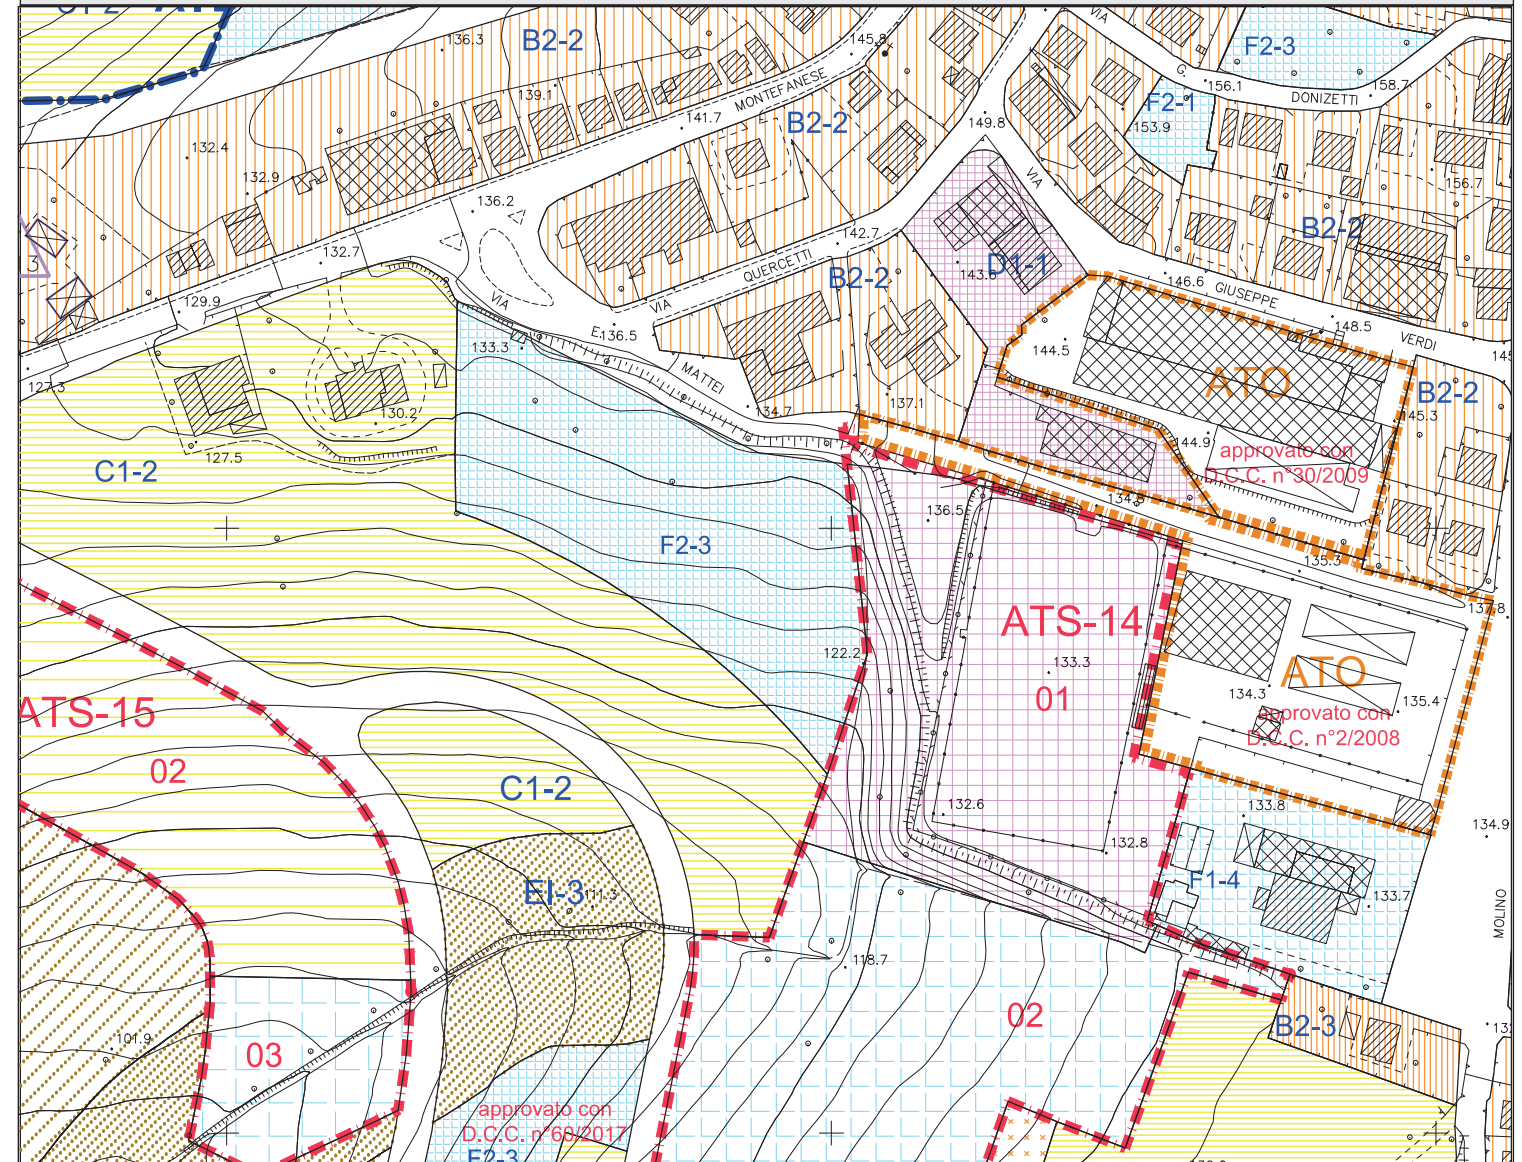 C1-2
136.3
B2-2
145.8
VIA
F2-3
G.
156.1
158.7
DONIZETTI
139.1
MONTEFANESE
F2-1
141.7
B2-2
149.8
153.9
132.4
132.9
VIA
156.7
136.2
B2-2
132.7
142.7
QUERCETTI
D1-1
143.6
3
B2-2
146.6
GIUSEPPE
129.9
VIA
VIA
148.5
E.
136.5
VERDI
133.3
144.5
127.3
MATTEI
ATO
B2-2
130.2
134.7
137.1
145.3
144.9
approvato con
127.5
C1-2
D.C.C. n°30/2009
134.8
136.5
F2-3
135.3
137.8
ATS-14
122.2
133.3
ATO
134.3
01
135.4
ATS-15
approvato con
D.C.C. n°2/2008
02
C1-2
132.6
133.8
134.9
132.8
F1-4
EI-3
111.3
133.7
MOLINO
118.7
02
B2-3
101.9
03
approvato con
D.C.C. n°60/2017
F2-3